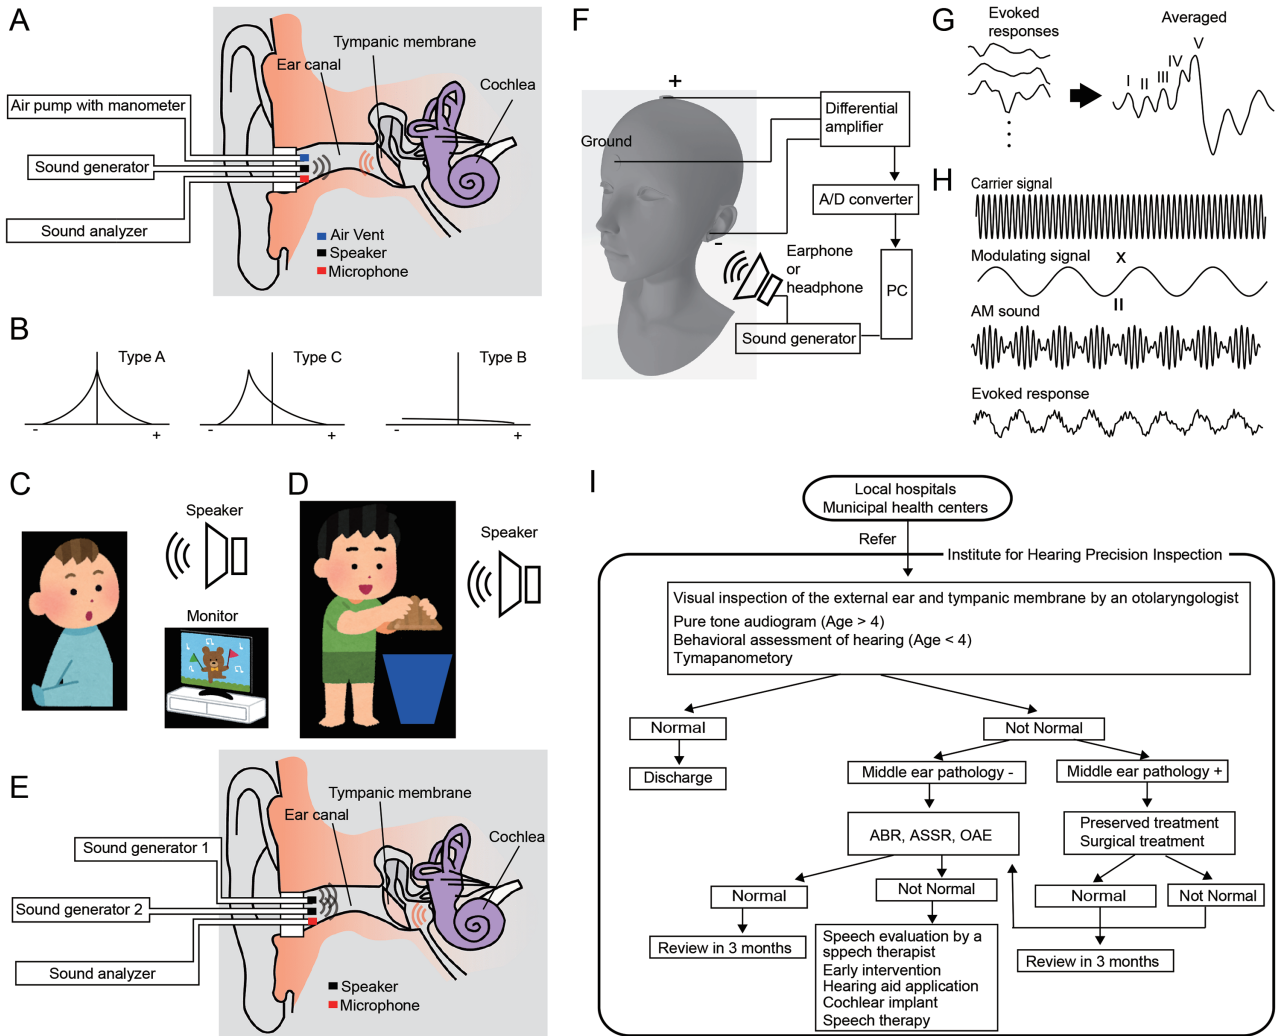 A
Tympanic membrane
Ear canal
Cochlea
Air pump with manometer
Sound generator
Sound analyzer
Air Vent
Speaker
Microphone
B
Type A
Type C
Type B
- +
- +
- +
C
Speaker
Monitor
D
Speaker
E
Tympanic membrane
Ear canal
Cochlea
Sound generator 1
Sound generator 2
Sound analyzer
Speaker
Microphone
F
+
Ground
-
Differential
amplifier
A/D converter
PC
Earphone
or
headphone
Sound generator
G
Evoked
responses
Averaged
I II III IV V
H
Carrier signal
Modulating signal
x
=
AM sound
Evoked response
I
Local hospitals
Municipal health centers
Refer
Institute for Hearing Precision Inspection
Visual inspection of the external ear and tympanic membrane by an otolaryngologist
Pure tone audiogram (Age > 4)
Behavioral assessment of hearing (Age < 4)
Tymapanometory
Normal
Not Normal
Discharge
Middle ear pathology -
Middle ear pathology +
ABR, ASSR, OAE
Preserved treatment
Surgical treatment
Normal
Not Normal
Normal
Not Normal
Review in 3 months
Speech evaluation by a
sppech therapist
Early intervention
Hearing aid application
Cochlear implant
Speech therapy
Review in 3 months